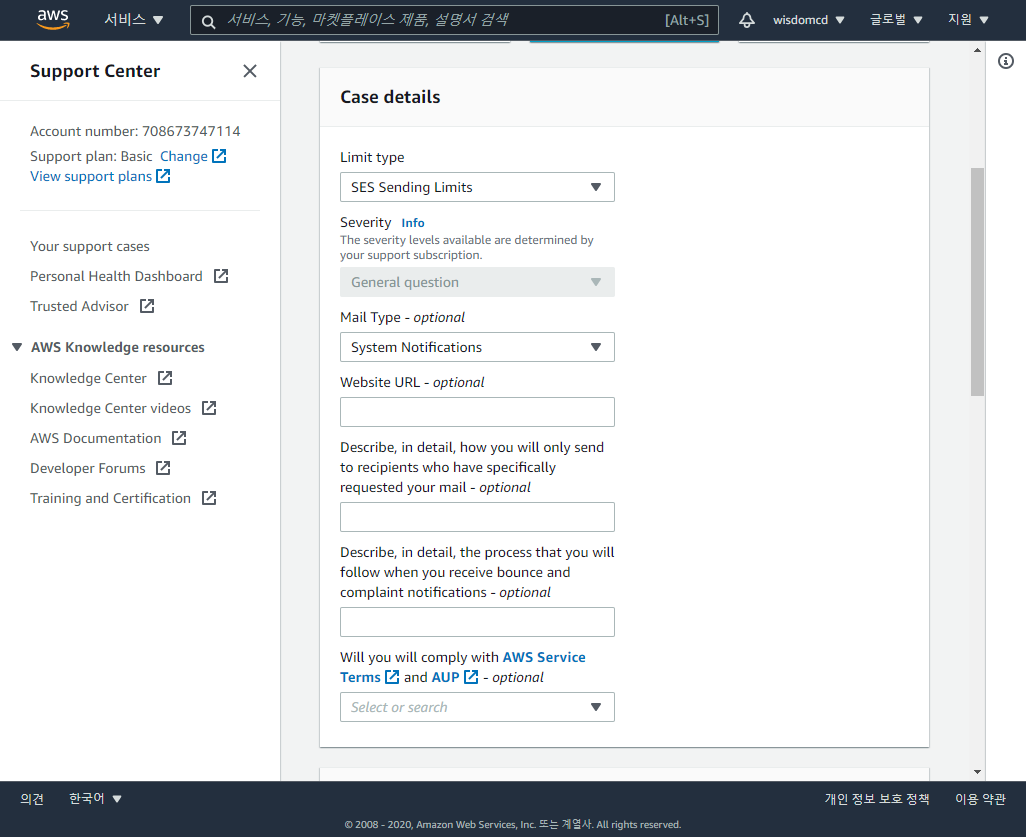 aws
서비스
서비스, 기능, 마켓플레이스 제품, 설명서 검색
[Alt+S]
wisdomcd
글로벌
지원
Support Center
Account number: 708673747114
Support plan: Basic Change
View support plans
Your support cases
Personal Health Dashboard
Trusted Advisor
AWS Knowledge resources
Knowledge Center
Knowledge Center videos
AWS Documentation
Developer Forums
Training and Certification
Case details
Limit type
SES Sending Limits
Severity Info
The severity levels available are determined by
your support subscription.
General question
Mail Type - optional
System Notifications
Website URL - optional
Describe, in detail, how you will only send
to recipients who have specifically
requested your mail - optional
Describe, in detail, the process that you will
follow when you receive bounce and
complaint notifications - optional
Will you will comply with AWS Service
Terms and AUP - optional
Select or search
의견
한국어
개인 정보 보호 정책
이용 약관
© 2008 - 2020, Amazon Web Services, Inc. 또는 계열사. All rights reserved.